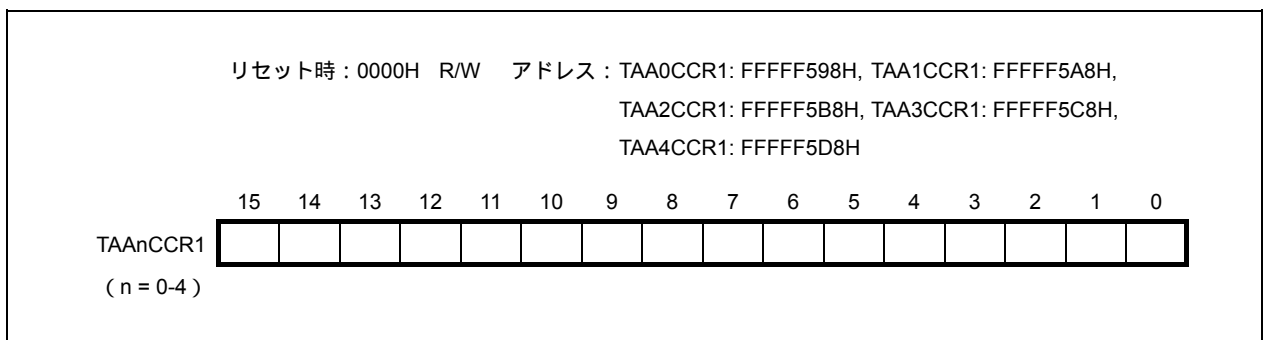 リセット時：0000H R/W アドレス：TAA0CCR1: FFFFF598H, TAA1CCR1: FFFFF5A8H,
TAA2CCR1: FFFFF5B8H, TAA3CCR1: FFFFF5C8H,
TAA4CCR1: FFFFF5D8H
15 14 13 12 11 10 9 8 7 6 5 4 3 2 1 0
TAAnCCR1
（n = 0-4）